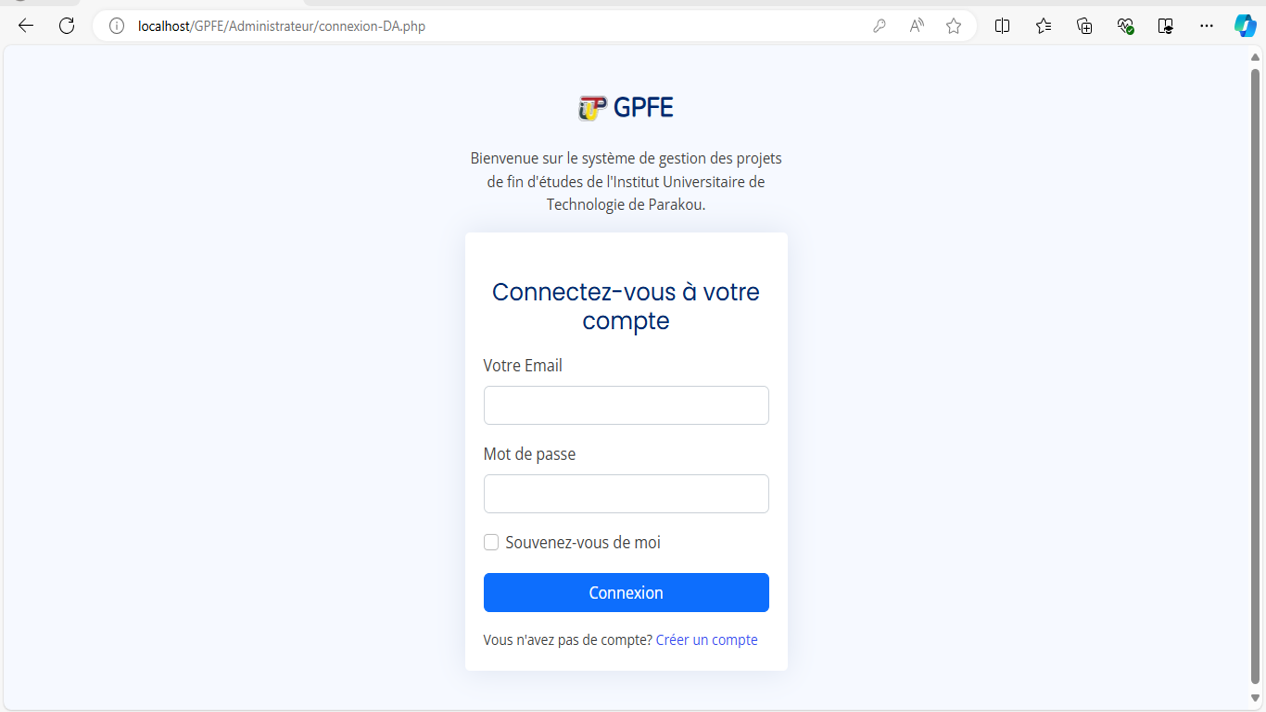 localhost/GPFE/Administrateur/connexion-DA.php
IUP GPFE
Bienvenue sur le système de gestion des projets
de fin d'études de l'Institut Universitaire de
Technologie de Parakou.
Connectez-vous à votre
compte
Votre Email
Mot de passe
Souvenez-vous de moi
Connexion
Vous n'avez pas de compte? Créer un compte